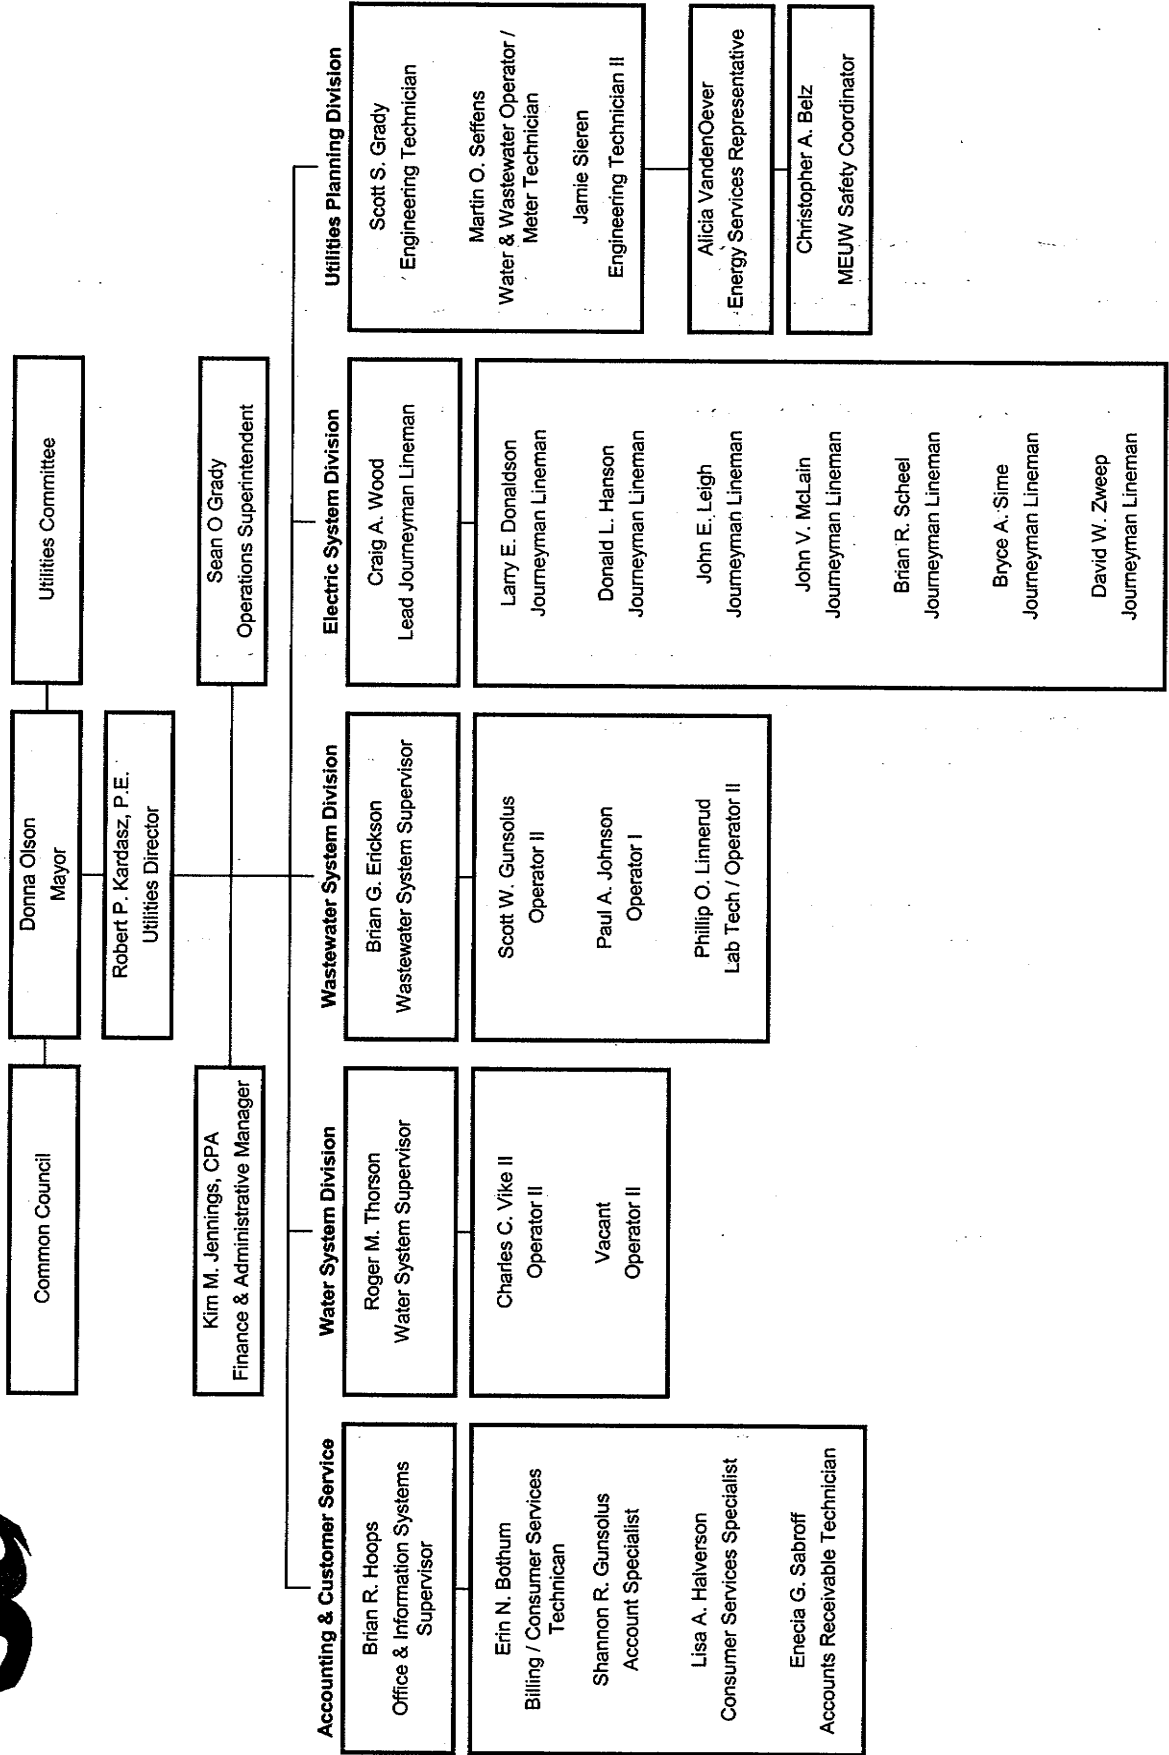 Common Council
Donna Olson
Mayor
Utilities Committee
Robert P. Kardasz, P.E.
Utilities Director
Kim M. Jennings, CPA
Finance & Administrative Manager
Sean O Grady
Operations Superintendent
Accounting & Customer Service
Brian R. Hoops
Office & Information Systems
Supervisor
Erin N. Bothum
Billing / Consumer Services
Technican
Shannon R. Gunsolus
Account Specialist
Lisa A. Halverson
Consumer Services Specialist
Enecia G. Sabroff
Accounts Receivable Technician
Water System Division
Roger M. Thorson
Water System Supervisor
Charles C. Vike II
Operator II
Vacant
Operator II
Wastewater System Division
Brian G. Erickson
Wastewater System Supervisor
Scott W. Gunsolus
Operator II
Paul A. Johnson
Operator I
Phillip O. Linnerud
Lab Tech / Operator II
Electric System Division
Craig A. Wood
Lead Journeyman Lineman
Larry E. Donaldson
Journeyman Lineman
Donald L. Hanson
Journeyman Lineman
John E. Leigh
Journeyman Lineman
John V. McLain
Journeyman Lineman
Brian R. Scheel
Journeyman Lineman
Bryce A. Sime
Journeyman Lineman
David W. Zweep
Journeyman Lineman
Utilities Planning Division
Scott S. Grady
Engineering Technician
Martin O. Seffens
Water & Wastewater Operator /
Meter Technician
Jamie Sieren
Engineering Technician II
Alicia VandenOever
Energy Services Representative
Christopher A. Belz
MEUW Safety Coordinator